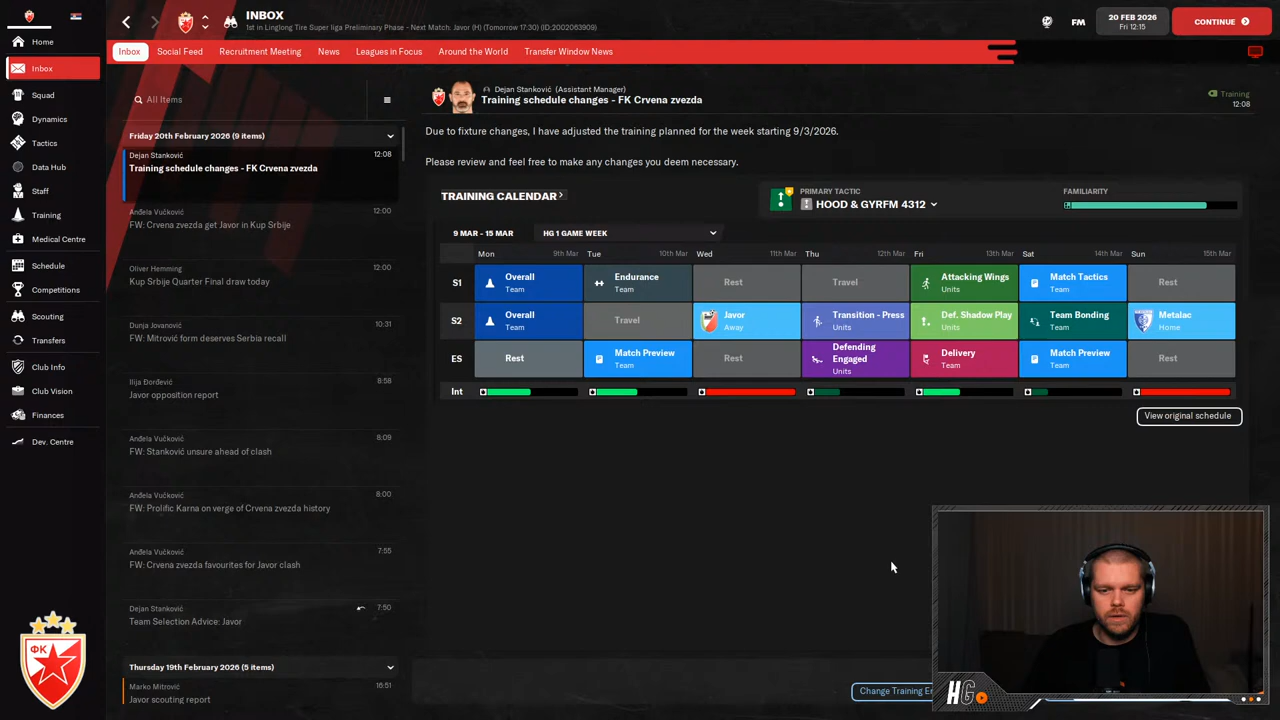 INBOX
1st in Linglong Tire Super liga Preliminary Phase - Next Match: Javor (H) (Tomorrow 17:30) (ID:2002063909)
FM
20 FEB 2026
Fri 12:15
CONTINUE
Home
Inbox
Squad
Dynamics
Tactics
Data Hub
Staff
Training
Medical Centre
Schedule
Competitions
Scouting
Transfers
Club Info
Club Vision
Finances
Dev. Centre
Inbox
Social Feed
Recruitment Meeting
News
Leagues in Focus
Around the World
Transfer Window News
All Items
Friday 20th February 2026 (9 items)
Dejan Stanković 12:08
Training schedule changes - FK Crvena zvezda
Anđela Vučković 12:00
FW: Crvena zvezda get Javor in Kup Srbije
Oliver Hemming 12:00
Kup Srbije Quarter Final draw today
Dunja Jovanović 10:31
FW: Mitrović form deserves Serbia recall
Ilija Đorđević 8:58
Javor opposition report
Anđela Vučković 8:09
FW: Stanković unsure ahead of clash
Anđela Vučković 8:00
FW: Prolific Karna on verge of Crvena zvezda history
Anđela Vučković 7:55
FW: Crvena zvezda favourites for Javor clash
Dejan Stanković 7:50
Team Selection Advice: Javor
Thursday 19th February 2026 (5 items)
Marko Mitrović 16:51
Javor scouting report
Dejan Stanković (Assistant Manager)
Training schedule changes - FK Crvena zvezda
Training
12:08
Due to fixture changes, I have adjusted the training planned for the week starting 9/3/2026.
Please review and feel free to make any changes you deem necessary.
TRAINING CALENDAR
PRIMARY TACTIC
HOOD & GYRFM 4312
FAMILIARITY
9 MAR - 15 MAR
HG 1 GAME WEEK
Mon 9th Mar Tue 10th Mar Wed 11th Mar Thu 12th Mar Fri 13th Mar Sat 14th Mar Sun 15th Mar
S1 Overall Team Endurance Team Rest Travel Attacking Wings Units Match Tactics Team Rest
S2 Overall Team Travel Javor Away Transition - Press Units Def. Shadow Play Units Team Bonding Team Metalac Home
ES Rest Match Preview Team Rest Defending Engaged Units Delivery Team Match Preview Team Rest
Int
View original schedule
Change Training
ФК
HG